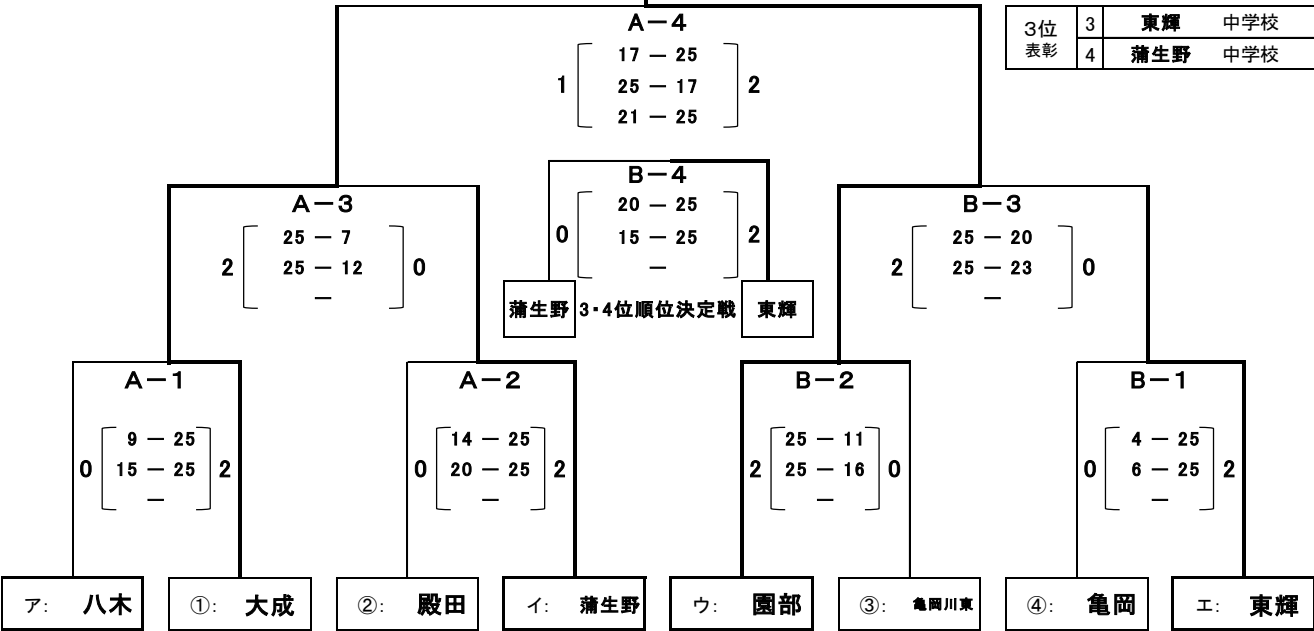 A－4
17 － 25
1 25 － 17 2
21 － 25
3位 表彰
3 東輝 中学校
4 蒲生野 中学校
A－3
25 － 7
2 25 － 12 0
－
B－4
20 － 25
0 15 － 25 2
－
蒲生野 3・4位順位決定戦 東輝
B－3
25 － 20
2 25 － 23 0
－
A－1
9 － 25
0 15 － 25 2
－
A－2
14 － 25
0 20 － 25 2
－
B－2
25 － 11
2 25 － 16 0
－
B－1
4 － 25
0 6 － 25 2
－
ア: 八木
①: 大成
②: 殿田
イ: 蒲生野
ウ: 園部
③: 亀岡川東
④: 亀岡
エ: 東輝